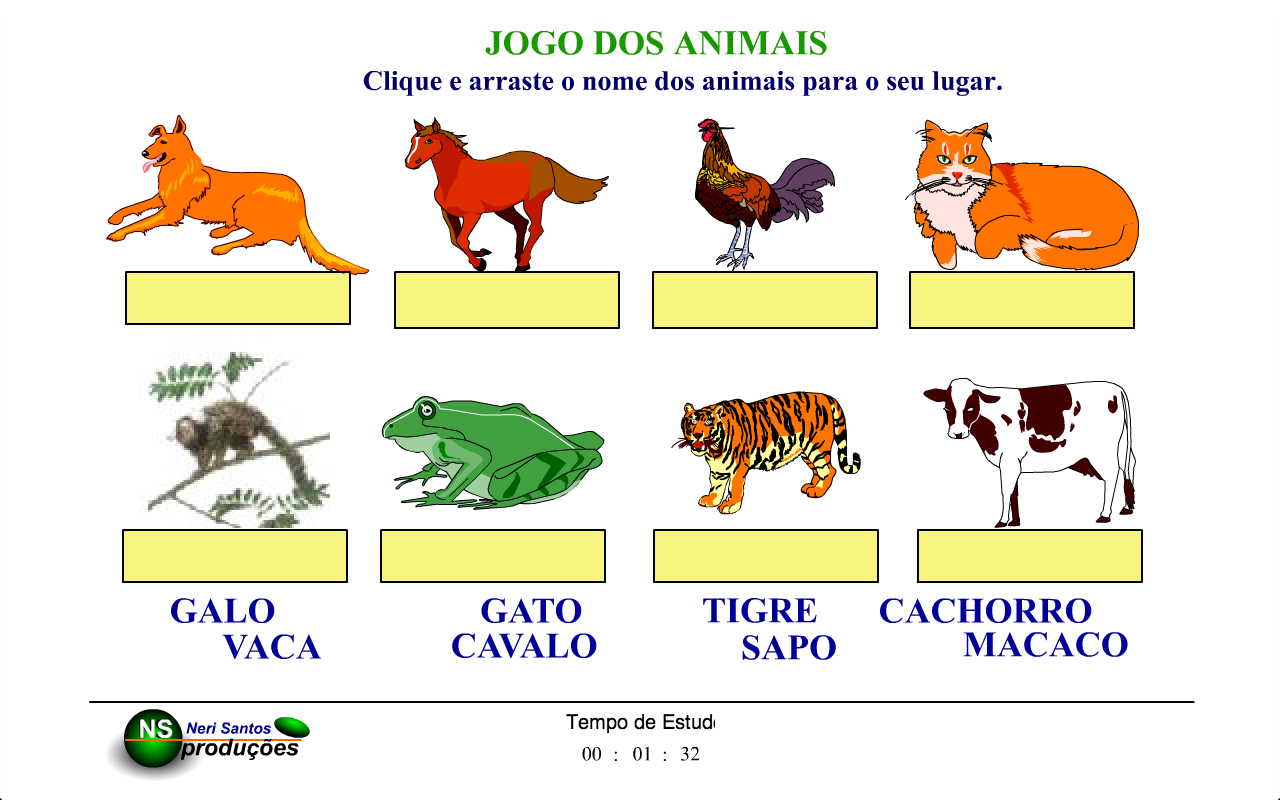 JOGO DOS ANIMAIS
Clique e arraste o nome dos animais para o seu lugar.
GALO GATO TIGRE CACHORRO
VACA CAVALO SAPO MACACO
NS Neri Santos produções
Tempo de Estud
00 : 01 : 32